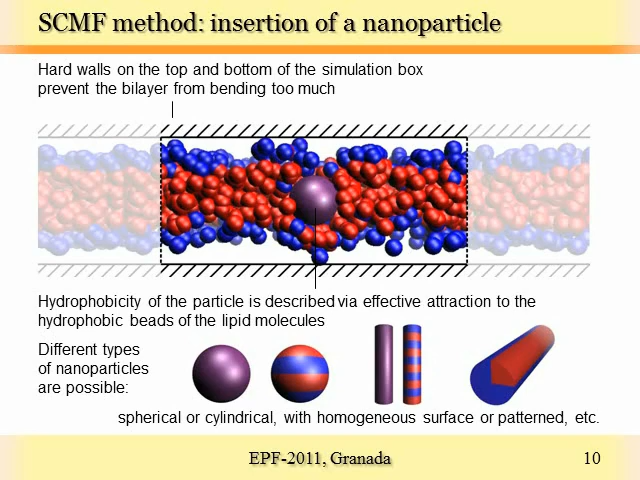 SCMF method: insertion of a nanoparticle
Hard walls on the top and bottom of the simulation box
prevent the bilayer from bending too much
Hydrophobicity of the particle is described via effective attraction to the
hydrophobic beads of the lipid molecules
Different types
of nanoparticles
are possible:
spherical or cylindrical, with homogeneous surface or patterned, etc.
EPF-2011, Granada
10